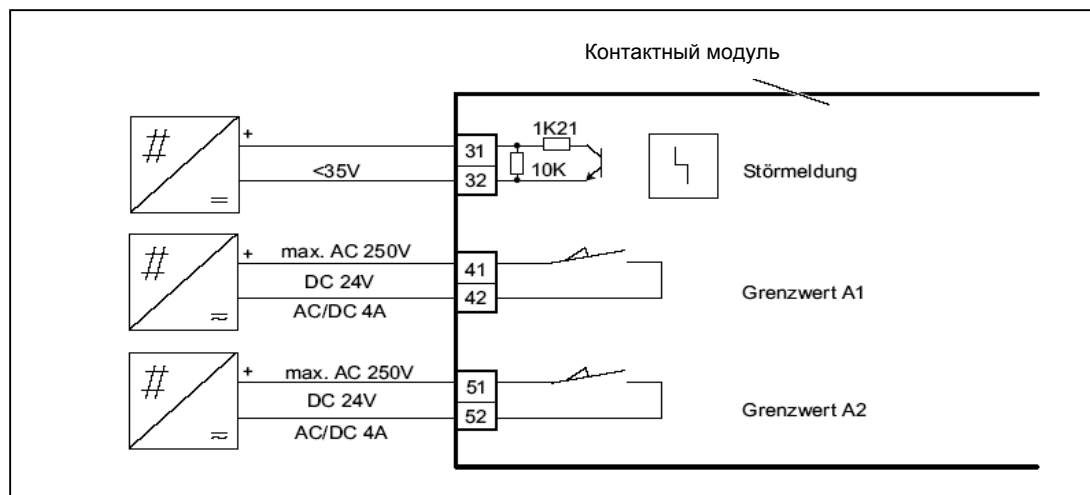 Контактный модуль
+
<35V
31
32
1K21
10K
Störmeldung
+
max. AC 250V
DC 24V
AC/DC 4A
41
42
Grenzwert A1
+
max. AC 250V
DC 24V
AC/DC 4A
51
52
Grenzwert A2